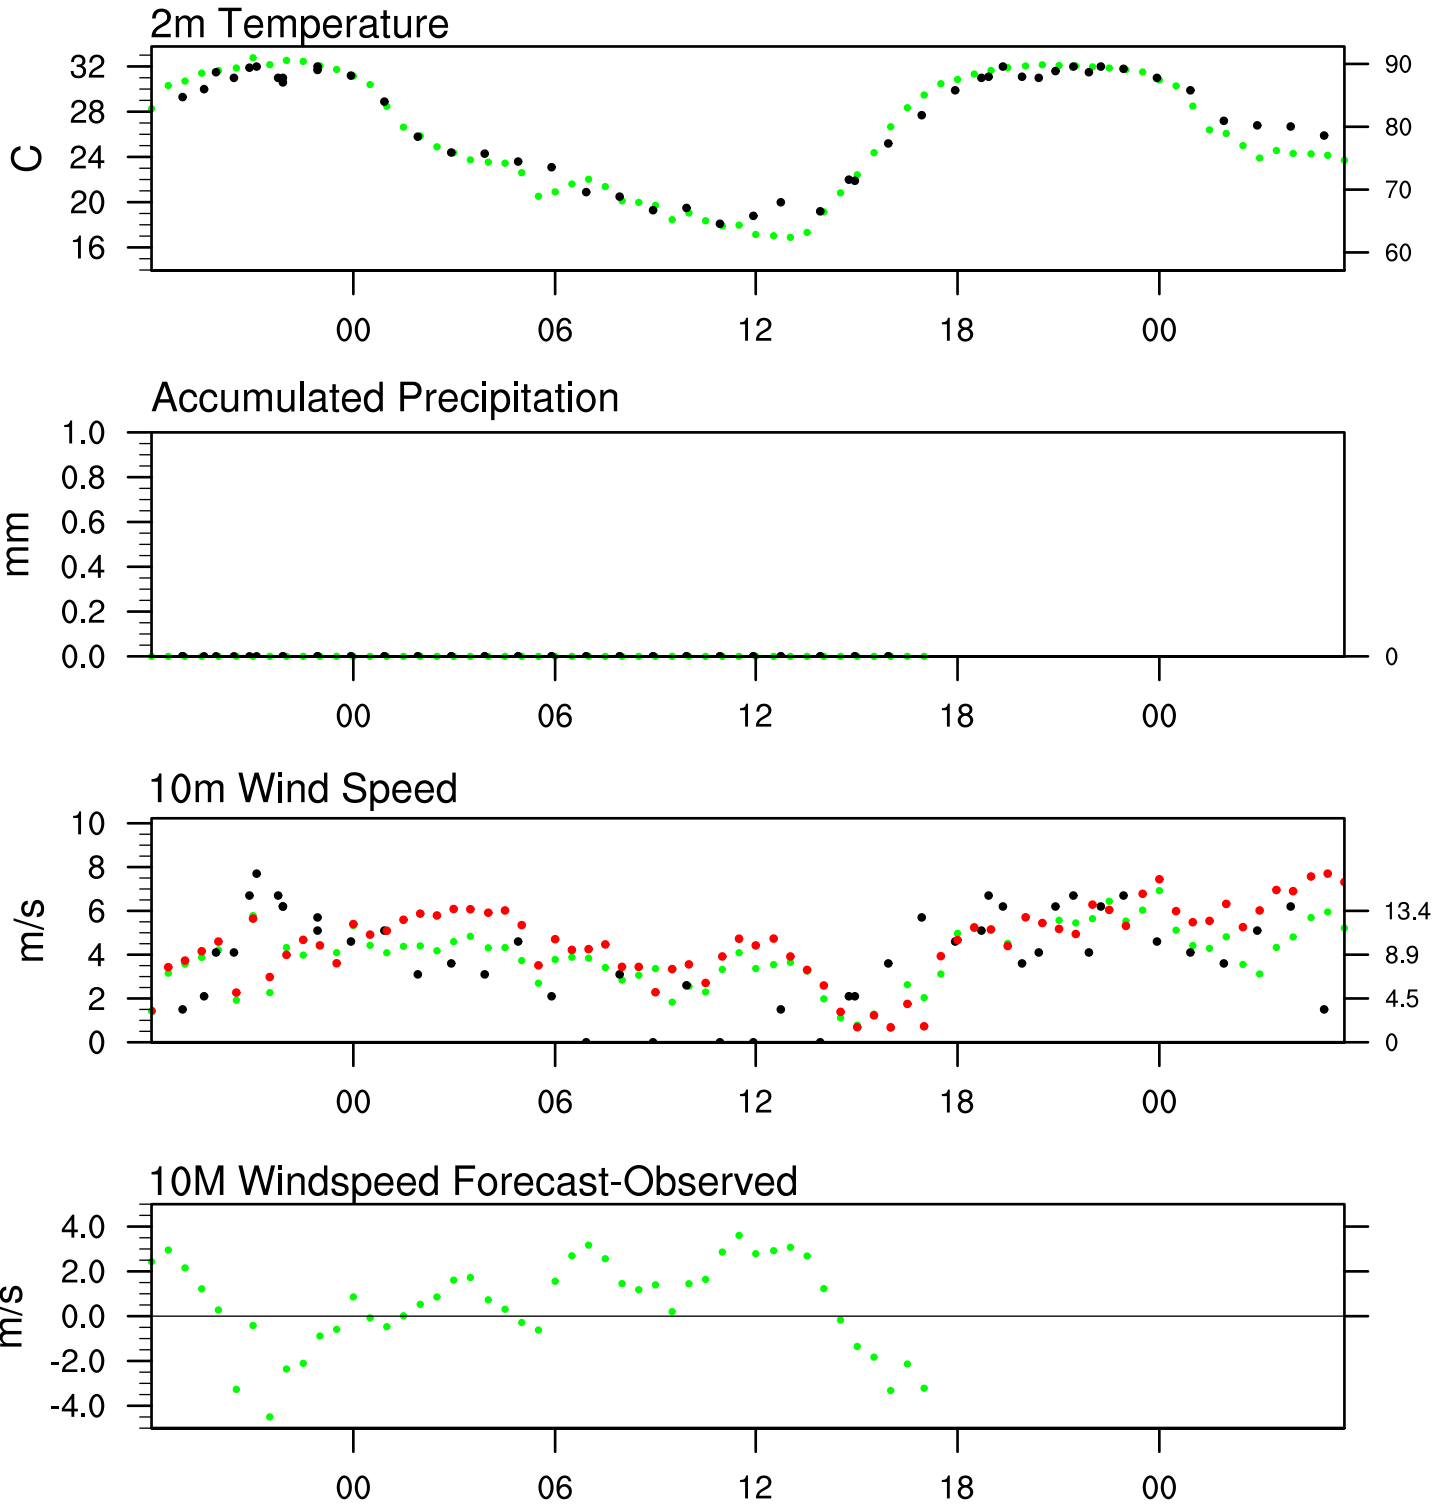 2m Temperature
C
32
28
24
20
16
90
80
70
60
00 06 12 18 00
Accumulated Precipitation
mm
1.0
0.8
0.6
0.4
0.2
0.0
0
00 06 12 18 00
10m Wind Speed
m/s
10
8
6
4
2
0
13.4
8.9
4.5
0
00 06 12 18 00
10M Windspeed Forecast-Observed
m/s
4.0
2.0
0.0
-2.0
-4.0
00 06 12 18 00